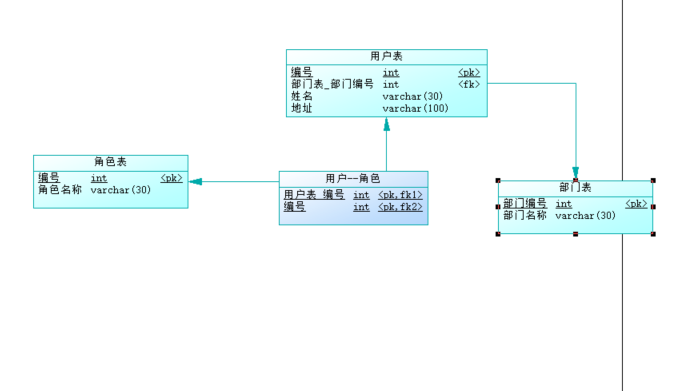 用户表
编号 int <pk>
部门表_部门编号 int <fk>
姓名 varchar(30)
地址 varchar(100)
角色表
编号 int <pk>
角色名称 varchar(30)
用户--角色
用户表_编号 int <pk,fk1>
编号 int <pk,fk2>
部门表
部门编号 int <pk>
部门名称 varchar(30)